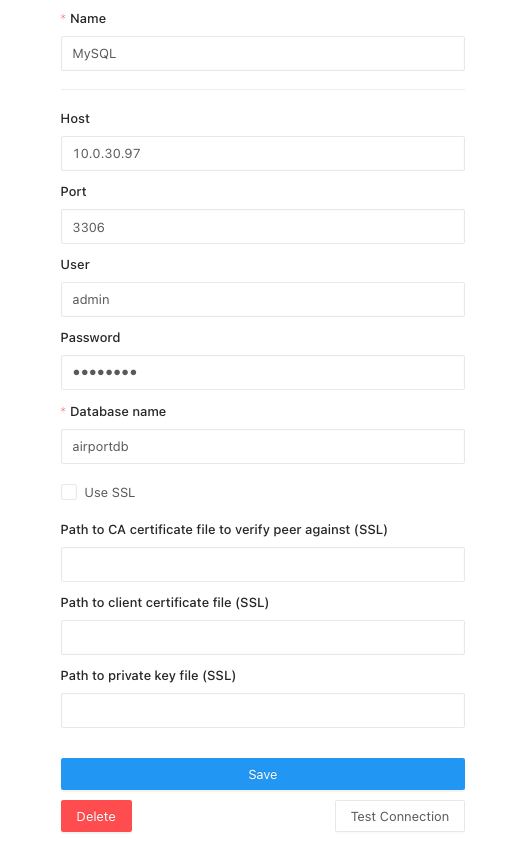 * Name
MySQL
Host
10.0.30.97
Port
3306
User
admin
Password
●●●●●●●●
* Database name
airportdb
Use SSL
Path to CA certificate file to verify peer against (SSL)
Path to client certificate file (SSL)
Path to private key file (SSL)
Save
Delete
Test Connection